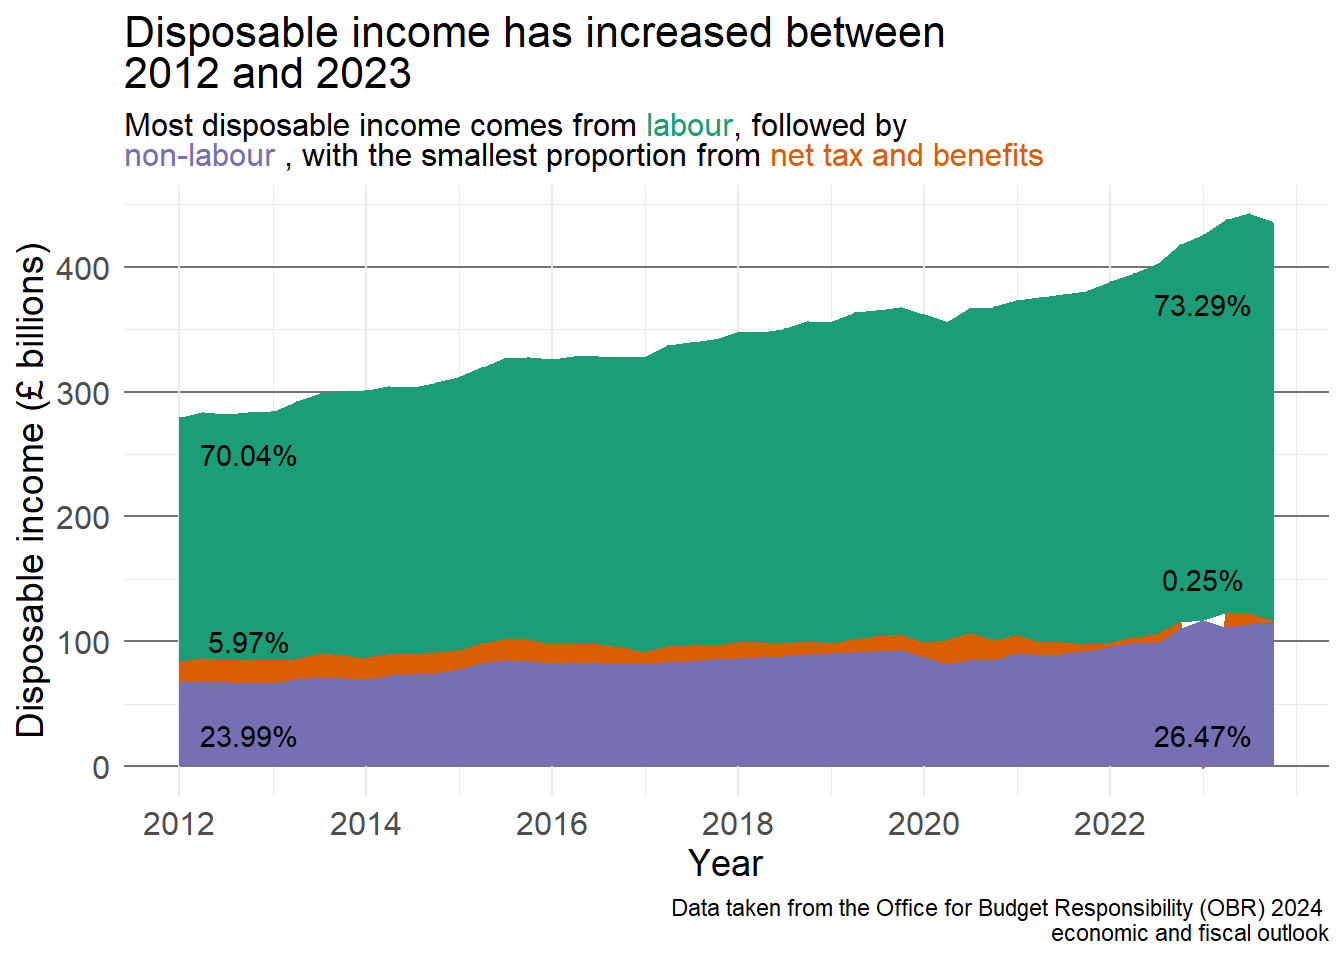 Disposable income has increased between
2012 and 2023
Most disposable income comes from labour, followed by
non-labour , with the smallest proportion from net tax and benefits
Disposable income (£ billions)
400
300
200
100
0
73.29%
70.04%
0.25%
5.97%
23.99%
26.47%
2012
2014
2016
2018
2020
2022
Year
Data taken from the Office for Budget Responsibility (OBR) 2024
economic and fiscal outlook